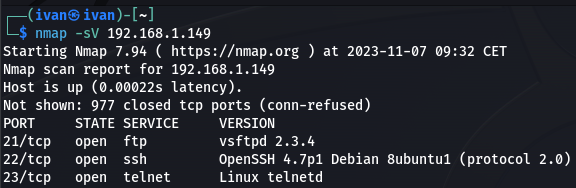 ┌──(ivan㉿ivan)-[~]
└─$ nmap -sV 192.168.1.149
Starting Nmap 7.94 ( https://nmap.org ) at 2023-11-07 09:32 CET
Nmap scan report for 192.168.1.149
Host is up (0.00022s latency).
Not shown: 977 closed tcp ports (conn-refused)
PORT     STATE SERVICE     VERSION
21/tcp   open  ftp         vsftpd 2.3.4
22/tcp   open  ssh         OpenSSH 4.7p1 Debian 8ubuntu1 (protocol 2.0)
23/tcp   open  telnet      Linux telnetd